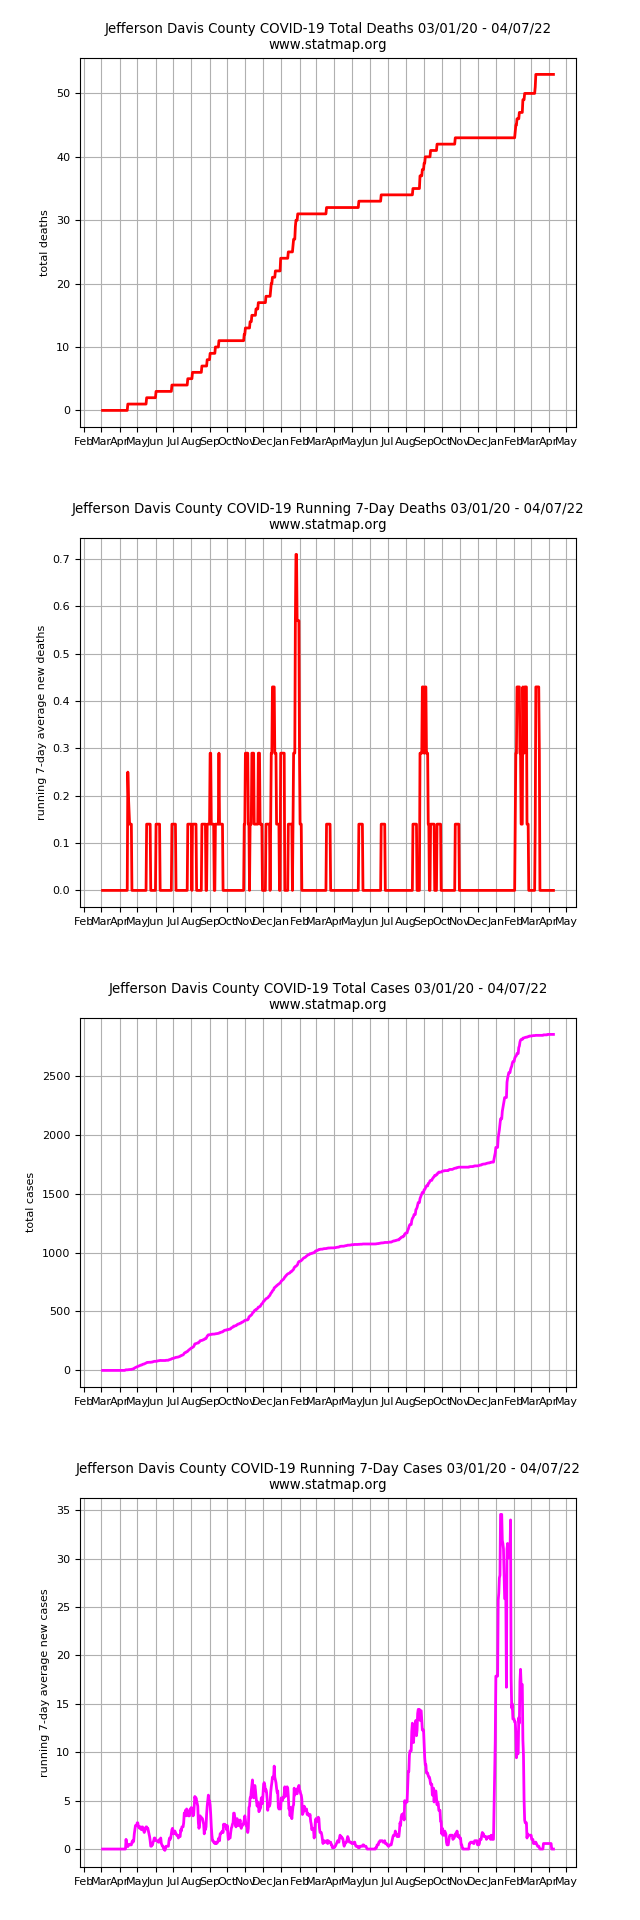 Jefferson Davis County COVID-19 Total Deaths 03/01/20 - 04/07/22
www.statmap.org
total deaths
50
40
30
20
10
0
Feb Mar Apr May Jun Jul Aug Sep Oct Nov Dec Jan Feb Mar Apr May Jun Jul Aug Sep Oct Nov Dec Jan Feb Mar Apr May
Jefferson Davis County COVID-19 Running 7-Day Deaths 03/01/20 - 04/07/22
www.statmap.org
running 7-day average new deaths
0.7
0.6
0.5
0.4
0.3
0.2
0.1
0.0
Feb Mar Apr May Jun Jul Aug Sep Oct Nov Dec Jan Feb Mar Apr May Jun Jul Aug Sep Oct Nov Dec Jan Feb Mar Apr May
Jefferson Davis County COVID-19 Total Cases 03/01/20 - 04/07/22
www.statmap.org
total cases
2500
2000
1500
1000
500
0
Feb Mar Apr May Jun Jul Aug Sep Oct Nov Dec Jan Feb Mar Apr May Jun Jul Aug Sep Oct Nov Dec Jan Feb Mar Apr May
Jefferson Davis County COVID-19 Running 7-Day Cases 03/01/20 - 04/07/22
www.statmap.org
running 7-day average new cases
35
30
25
20
15
10
5
0
Feb Mar Apr May Jun Jul Aug Sep Oct Nov Dec Jan Feb Mar Apr May Jun Jul Aug Sep Oct Nov Dec Jan Feb Mar Apr May